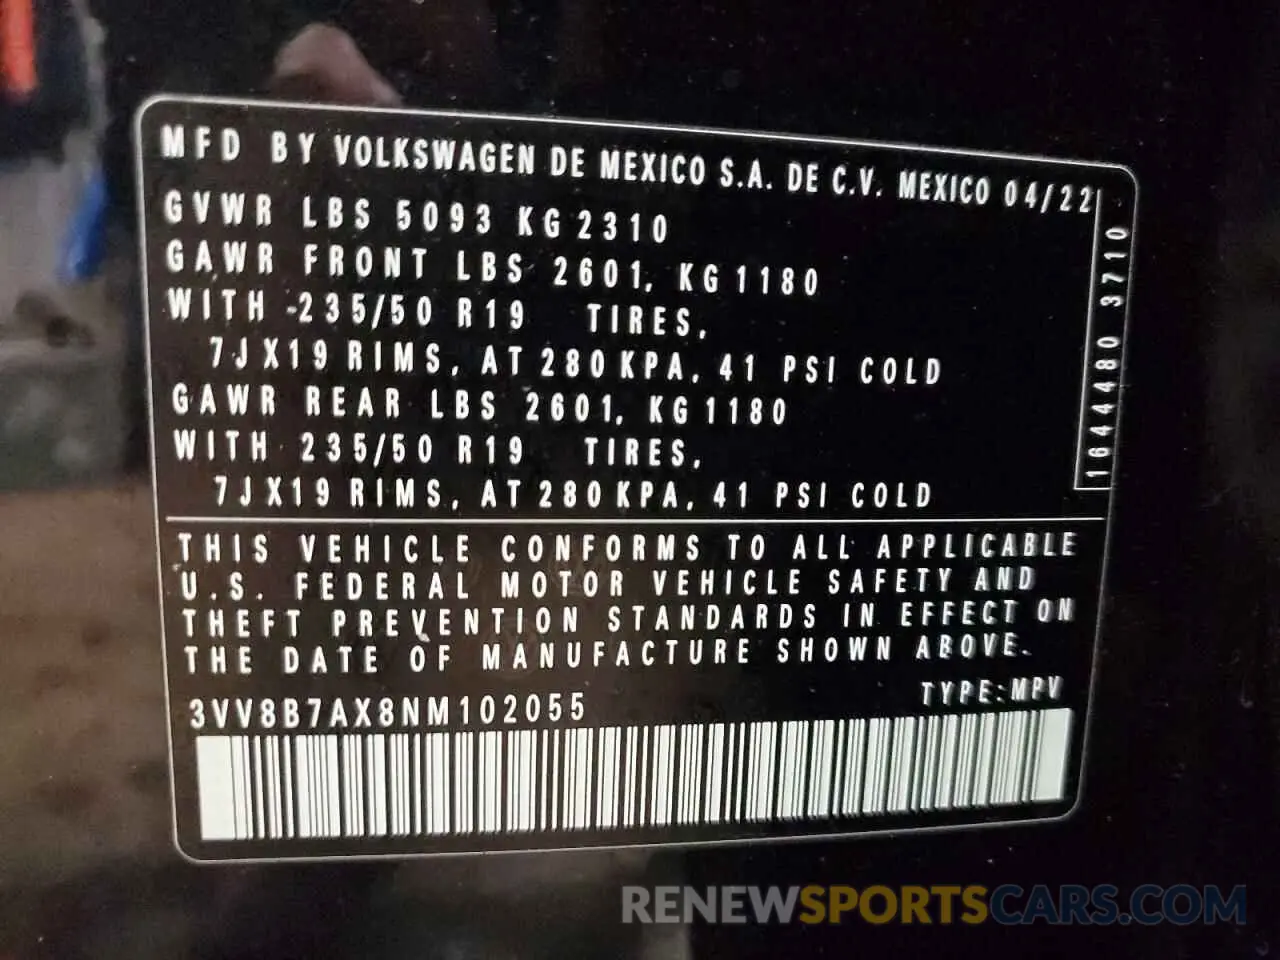 MFD BY VOLKSWAGEN DE MEXICO S.A. DE C.V. MEXICO 04/22
GVWR LBS 5093 KG 2310
GAWR FRONT LBS 2601, KG 1180
WITH -235/50 R19 TIRES,
7JX19 RIMS, AT 280 KPA, 41 PSI COLD
GAWR REAR LBS 2601, KG 1180
WITH 235/50 R19 TIRES,
7JX19 RIMS, AT 280 KPA, 41 PSI COLD
1644480 3710
THIS VEHICLE CONFORMS TO ALL APPLICABLE
U.S. FEDERAL MOTOR VEHICLE SAFETY AND
THEFT PREVENTION STANDARDS IN EFFECT ON
THE DATE OF MANUFACTURE SHOWN ABOVE.
3VV8B7AX8NM102055 TYPE:MPV
RENEWSPORTSCARS.COM